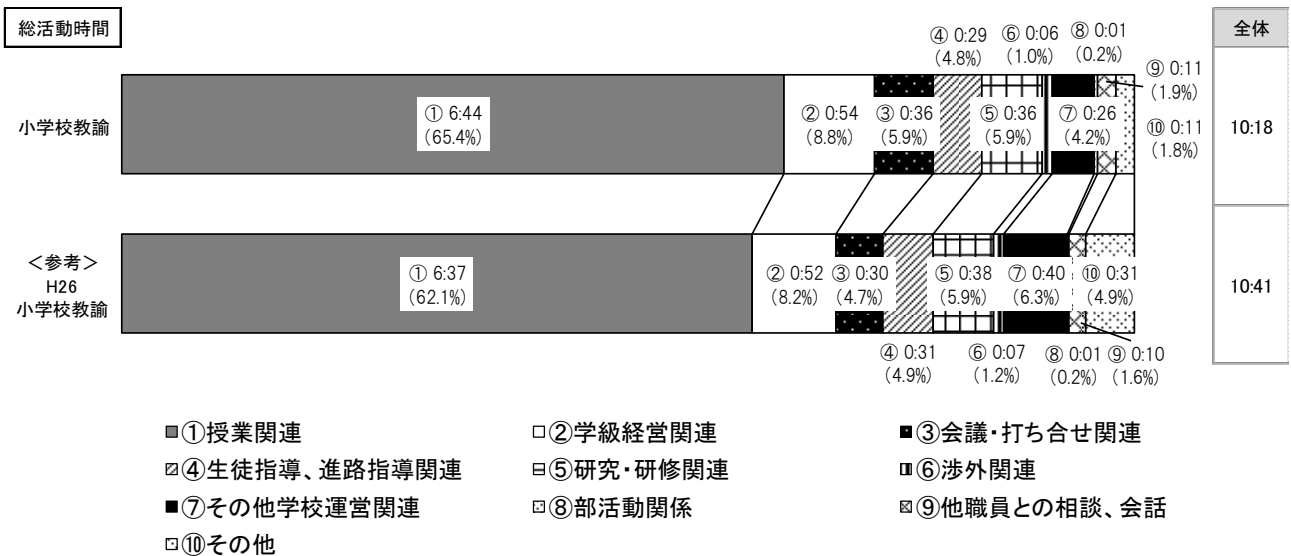 総活動時間
全体
④ 0:29
(4.8%)
⑥ 0:06
(1.0%)
⑧ 0:01
(0.2%)
⑨ 0:11
(1.9%)
小学校教諭
① 6:44
(65.4%)
② 0:54
(8.8%)
③ 0:36
(5.9%)
⑤ 0:36
(5.9%)
⑦ 0:26
(4.2%)
⑩ 0:11
(1.8%)
10:18
＜参考＞
H26
小学校教諭
① 6:37
(62.1%)
② 0:52
(8.2%)
③ 0:30
(4.7%)
⑤ 0:38
(5.9%)
⑦ 0:40
(6.3%)
⑩ 0:31
(4.9%)
10:41
④ 0:31
(4.9%)
⑥ 0:07
(1.2%)
⑧ 0:01
(0.2%)
⑨ 0:10
(1.6%)
①授業関連
②学級経営関連
③会議・打ち合せ関連
④生徒指導、進路指導関連
⑤研究・研修関連
⑥渉外関連
⑦その他学校運営関連
⑧部活動関係
⑨他職員との相談、会話
⑩その他